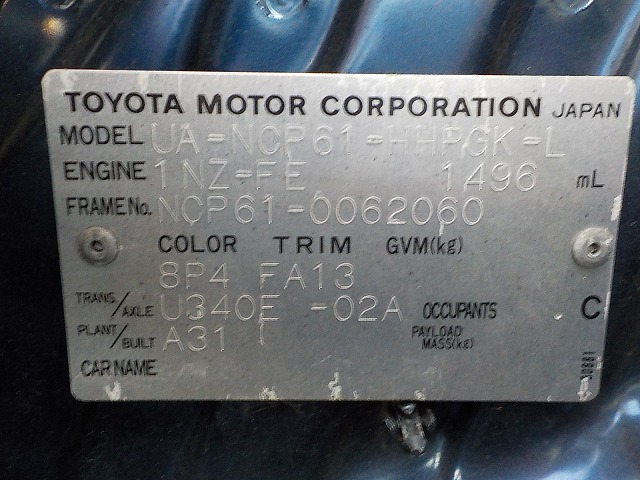 TOYOTA MOTOR CORPORATION JAPAN
MODEL UA-NCP61-HHPGK-L
ENGINE 1NZ-FE 1496 mL
FRAME No. NCP61-0062060
COLOR TRIM GVM(kg)
8P4 FA13
TRANS/AXLE U340E -02A OCCUPANTS C
PLANT/BUILT A31 PAYLOAD MASS(kg)
CAR NAME
30881